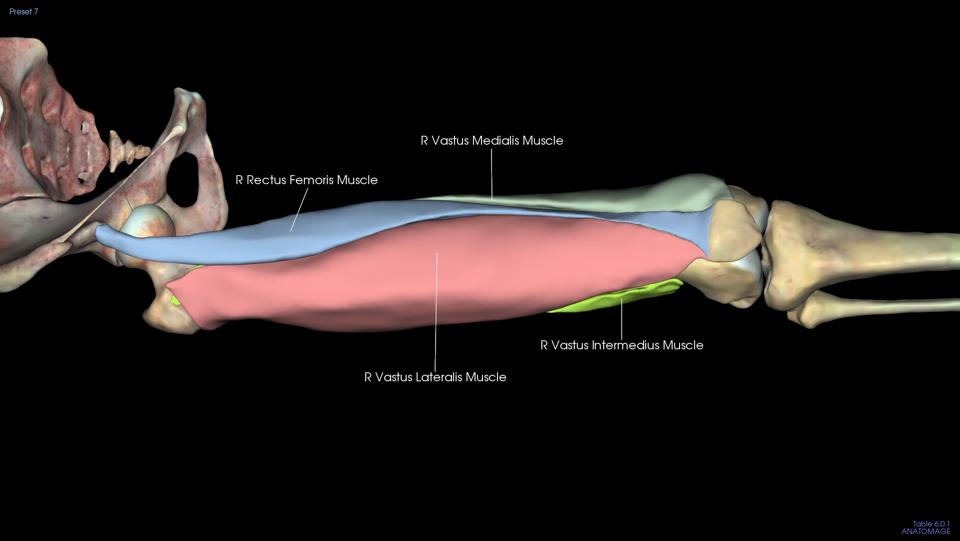 Preset 7
R Vastus Medialis Muscle
R Rectus Femoris Muscle
R Vastus Intermedius Muscle
R Vastus Lateralis Muscle
Table 6.0.1
ANATOMAGE